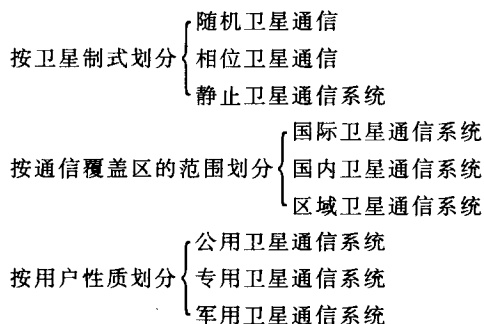 随机卫星通信
按卫星制式划分 相位卫星通信
静止卫星通信系统
国际卫星通信系统
按通信覆盖区的范围划分 国内卫星通信系统
区域卫星通信系统
公用卫星通信系统
按用户性质划分 专用卫星通信系统
军用卫星通信系统